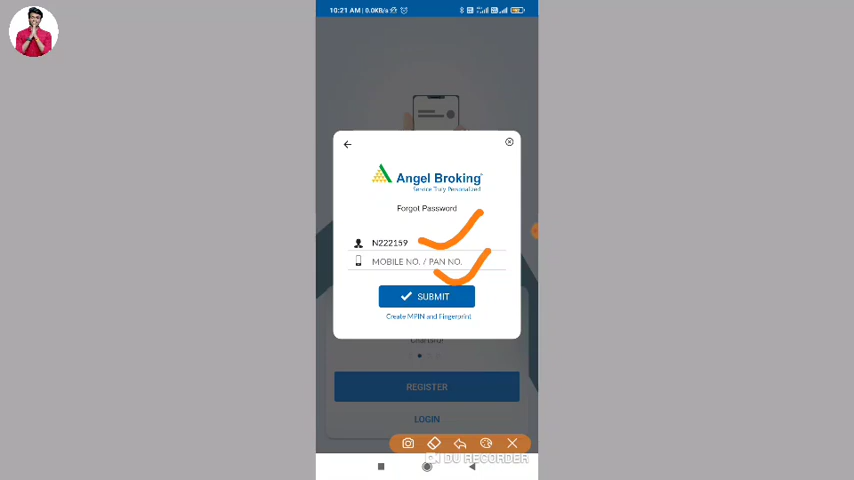 10:21 AM | 0.0KB/s
Angel Broking
Service Truly Personalized
Forgot Password
N222159
MOBILE NO. / PAN NO.
SUBMIT
Create MPIN and Fingerprint
REGISTER
LOGIN
DU RECORDER